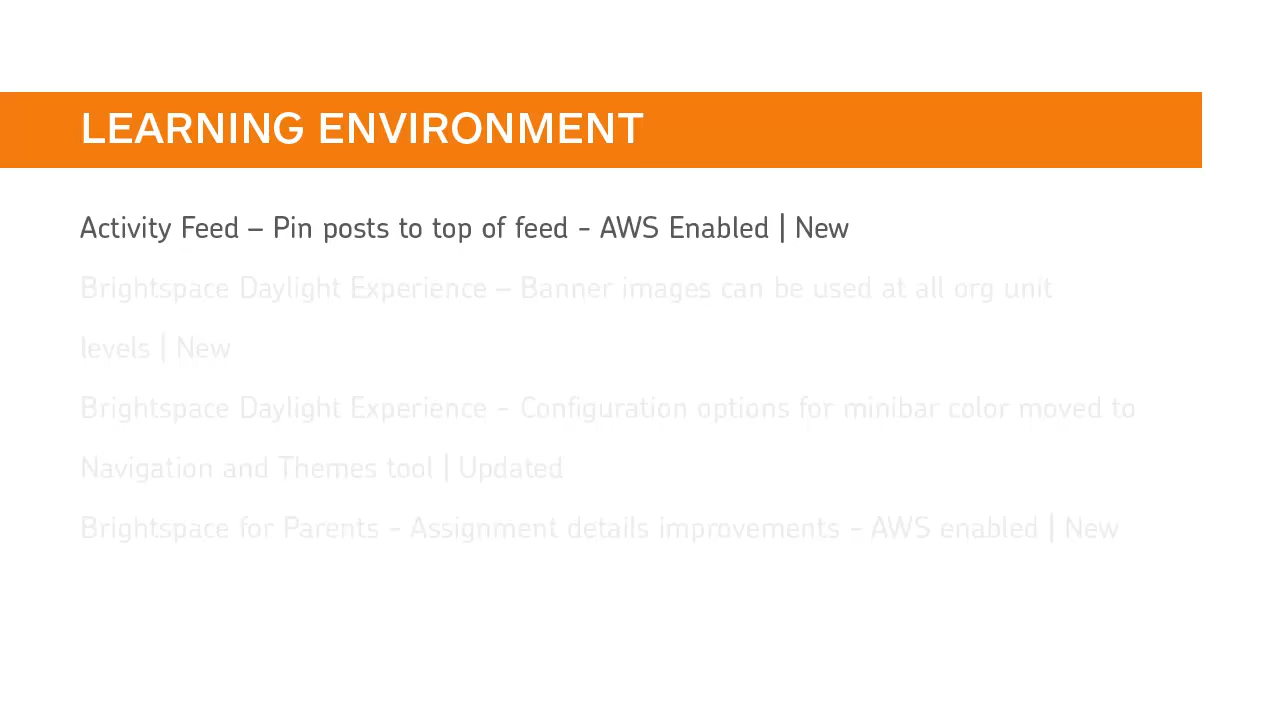 LEARNING ENVIRONMENT
Activity Feed – Pin posts to top of feed - AWS Enabled | New
Brightspace Daylight Experience – Banner images can be used at all org unit
levels | New
Brightspace Daylight Experience - Configuration options for minibar color moved to
Navigation and Themes tool | Updated
Brightspace for Parents - Assignment details improvements - AWS enabled | New